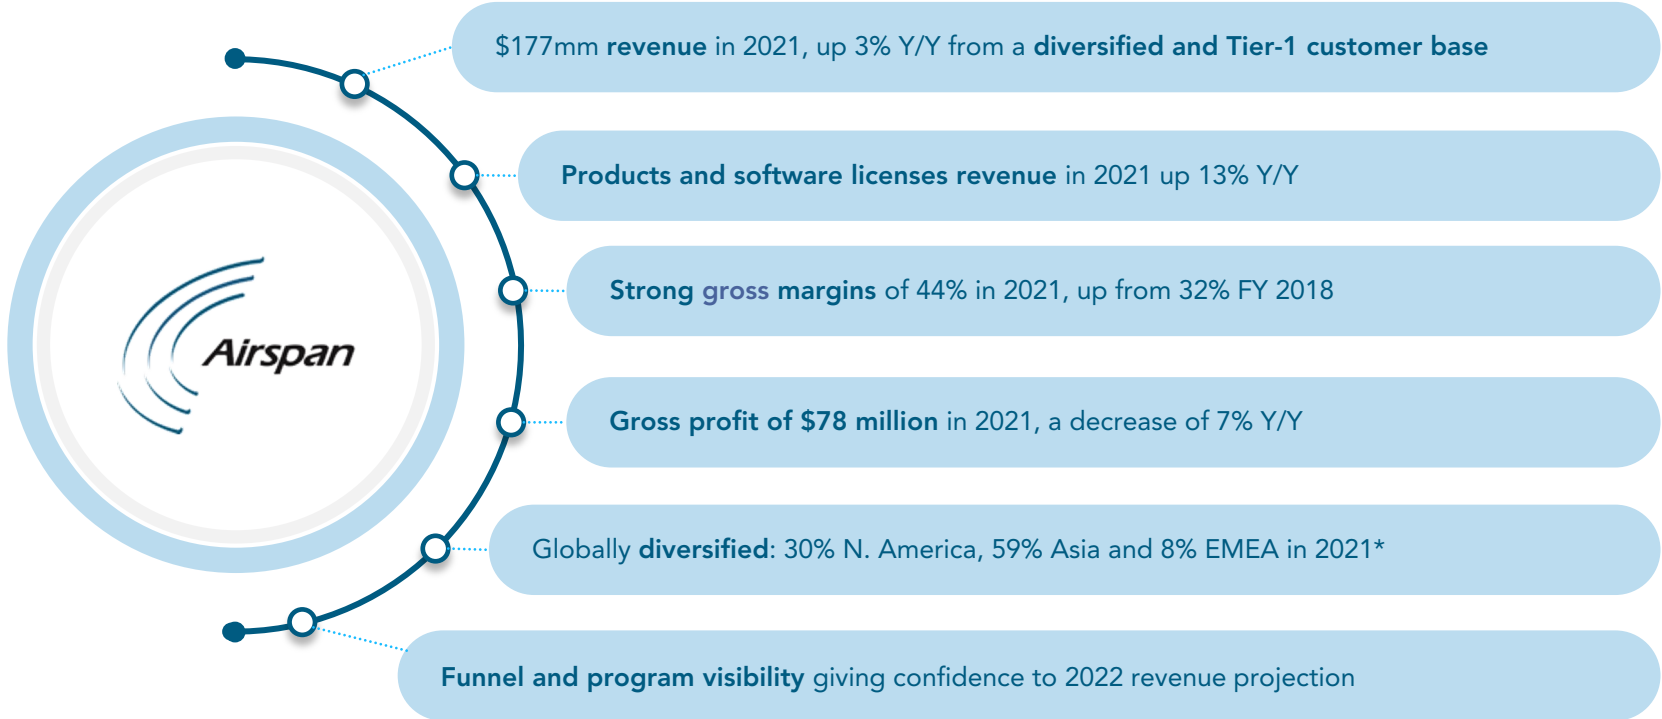 $177mm revenue in 2021, up 3% Y/Y from a diversified and Tier-1 customer base
Products and software licenses revenue in 2021 up 13% Y/Y
Strong gross margins of 44% in 2021, up from 32% FY 2018
Airspan
Gross profit of $78 million in 2021, a decrease of 7% Y/Y
Globally diversified: 30% N. America, 59% Asia and 8% EMEA in 2021*
Funnel and program visibility giving confidence to 2022 revenue projection